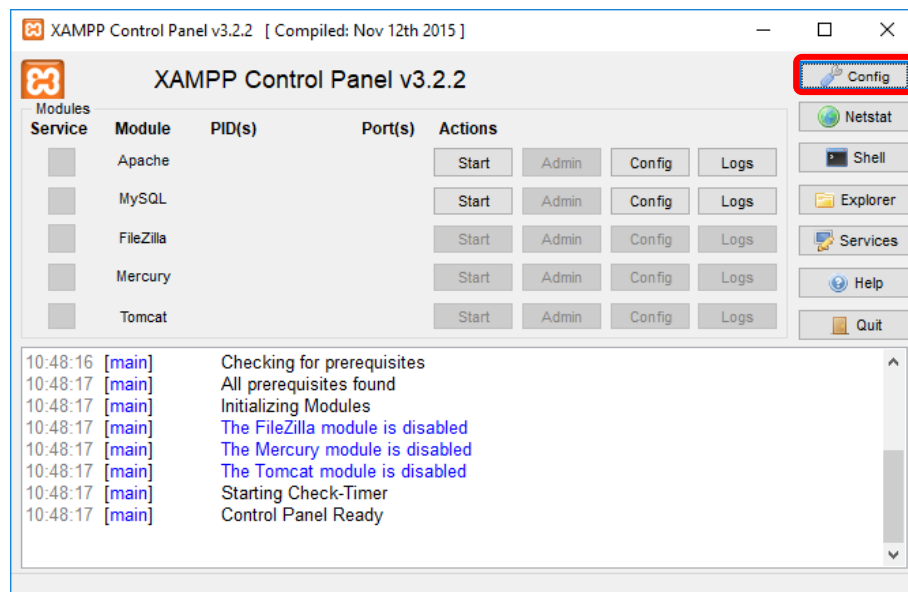 XAMPP Control Panel v3.2.2 [ Compiled: Nov 12th 2015 ]
XAMPP Control Panel v3.2.2
Config
Modules
Service Module PID(s) Port(s) Actions
Netstat
Apache Start Admin Config Logs
Shell
MySQL Start Admin Config Logs
Explorer
FileZilla Start Admin Config Logs
Services
Mercury Start Admin Config Logs
Help
Tomcat Start Admin Config Logs
Quit
10:48:16 [main] Checking for prerequisites
10:48:17 [main] All prerequisites found
10:48:17 [main] Initializing Modules
10:48:17 [main] The FileZilla module is disabled
10:48:17 [main] The Mercury module is disabled
10:48:17 [main] The Tomcat module is disabled
10:48:17 [main] Starting Check-Timer
10:48:17 [main] Control Panel Ready